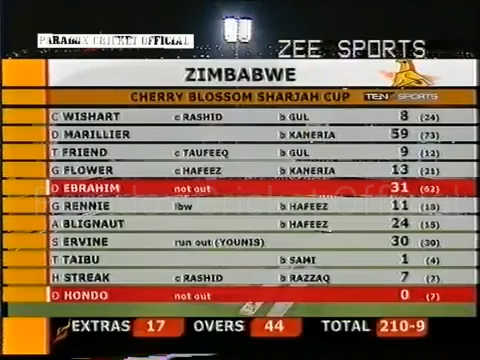 PARADOX CRICKET OFFICIAL
ZEE SPORTS
ZIMBABWE
CHERRY BLOSSOM SHARJAH CUP TEN SPORTS
C WISHART c RASHID b GUL 8 (24)
D MARILLIER b KANERIA 59 (73)
T FRIEND c TAUFEEQ b GUL 9 (12)
G FLOWER c HAFEEZ b KANERIA 13 (21)
D EBRAHIM not out 31 (62)
G RENNIE lbw b HAFEEZ 11 (18)
A BLIGNAUT b HAFEEZ 24 (15)
S ERVINE run out (YOUNIS) 30 (30)
T TAIBU b SAMI 1 (4)
H STREAK c RASHID b RAZZAQ 7 (7)
D HONDO not out 0 (7)
EXTRAS 17 OVERS 44 TOTAL 210-9